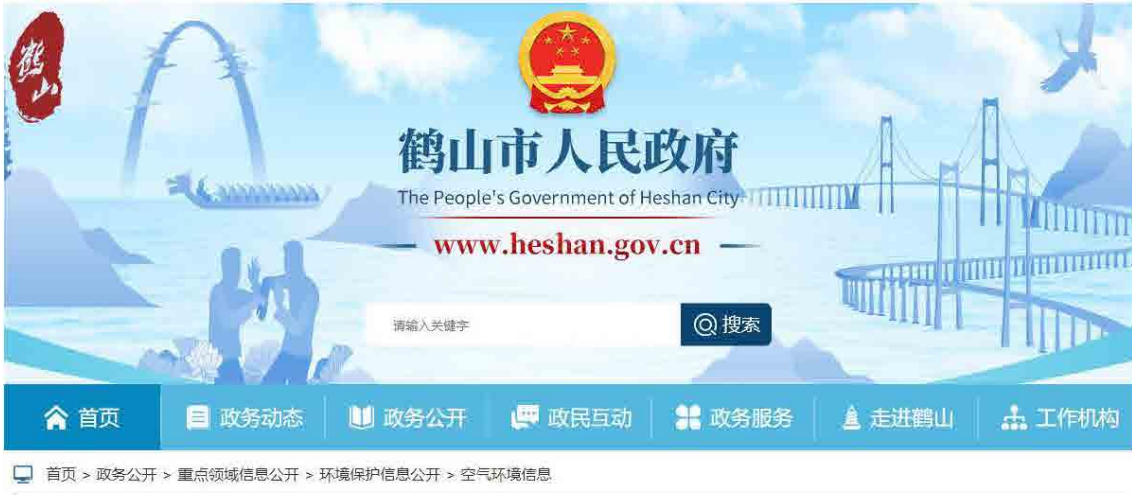 鹤山
鹤山市人民政府
The People's Government of Heshan City
www.heshan.gov.cn
请输入关键字
搜索
首页 政务动态 政务公开 政民互动 政务服务 走进鹤山 工作机构
首页 > 政务公开 > 重点领域信息公开 > 环境保护信息公开 > 空气环境信息